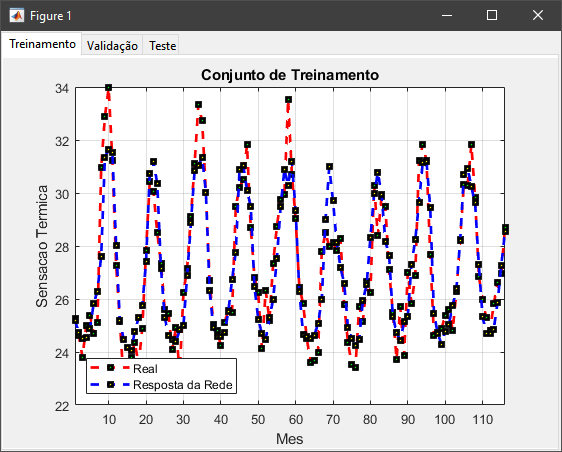 Figure 1
Treinamento Validação Teste
Conjunto de Treinamento
Sensacao Termica
34
32
30
28
26
24
22
Real
Resposta da Rede
10 20 30 40 50 60 70 80 90 100 110
Mes